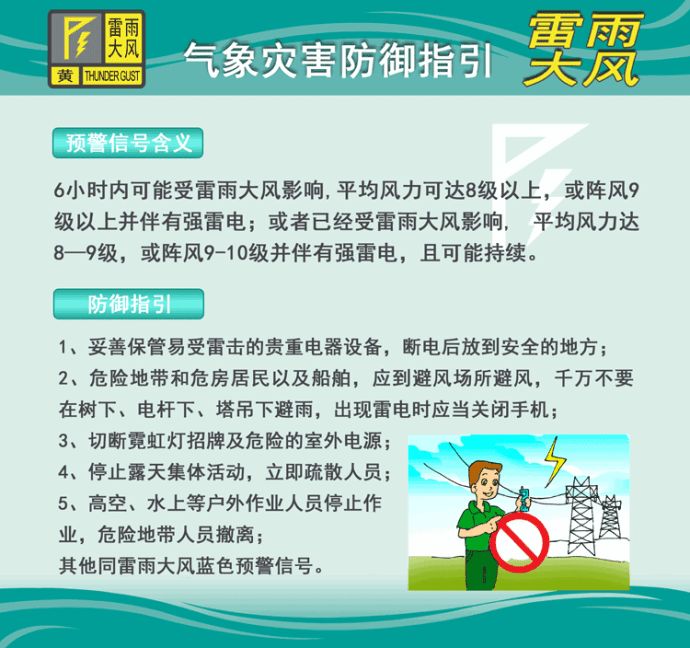 雷雨
大风
黄
THUNDER GUST
气象灾害防御指引
雷雨
大风
预警信号含义
6小时内可能受雷雨大风影响,平均风力可达8级以上，或阵风9
级以上并伴有强雷电；或者已经受雷雨大风影响， 平均风力达
8—9级，或阵风9-10级并伴有强雷电，且可能持续。
防御指引
1、妥善保管易受雷击的贵重电器设备，断电后放到安全的地方；
2、危险地带和危房居民以及船舶，应到避风场所避风，千万不要
在树下、电杆下、塔吊下避雨，出现雷电时应当关闭手机；
3、切断霓虹灯招牌及危险的室外电源；
4、停止露天集体活动，立即疏散人员；
5、高空、水上等户外作业人员停止作
业，危险地带人员撤离；
其他同雷雨大风蓝色预警信号。